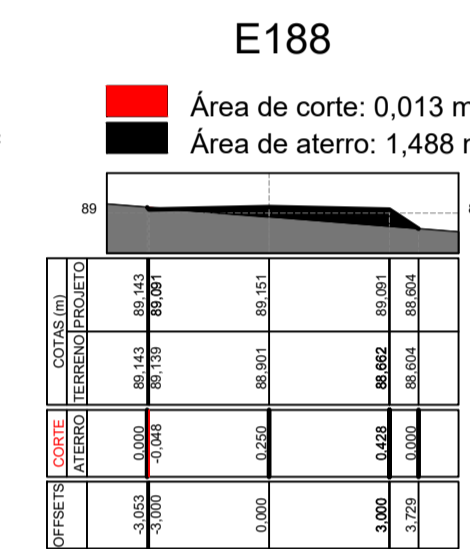 E188
Área de corte: 0,013 m
Área de aterro: 1,488
89
COTAS (m)
PROJETO
89,143 89,091 89,151 89,091 88,604
TERRENO
89,143 89,139 88,901 88,662 88,604
CORTE
ATERRO
0,000 -0,048 0,250 0,428 0,000
OFFSETS
-3,053 -3,000 0,000 3,000 3,729